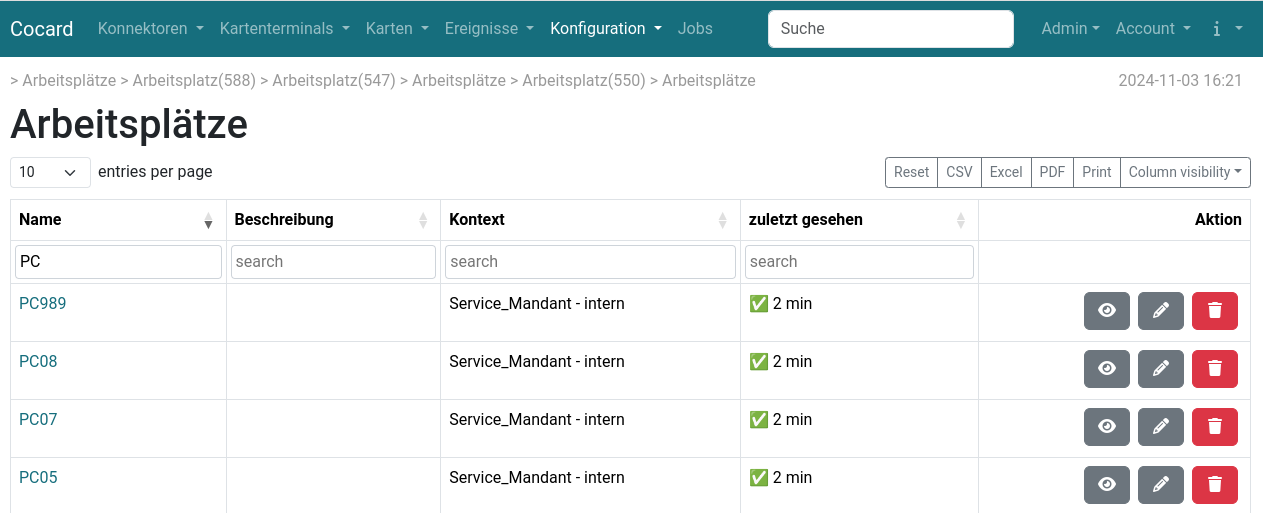 Cocard Konnektoren Kartenterminals Karten Ereignisse Konfiguration Jobs Suche Admin Account i
> Arbeitsplätze > Arbeitsplatz(588) > Arbeitsplatz(547) > Arbeitsplätze > Arbeitsplatz(550) > Arbeitsplätze 2024-11-03 16:21
Arbeitsplätze
10 entries per page Reset CSV Excel PDF Print Column visibility
Name Beschreibung Kontext zuletzt gesehen Aktion
PC search search search
PC989 Service_Mandant - intern ✅ 2 min
PC08 Service_Mandant - intern ✅ 2 min
PC07 Service_Mandant - intern ✅ 2 min
PC05 Service_Mandant - intern ✅ 2 min